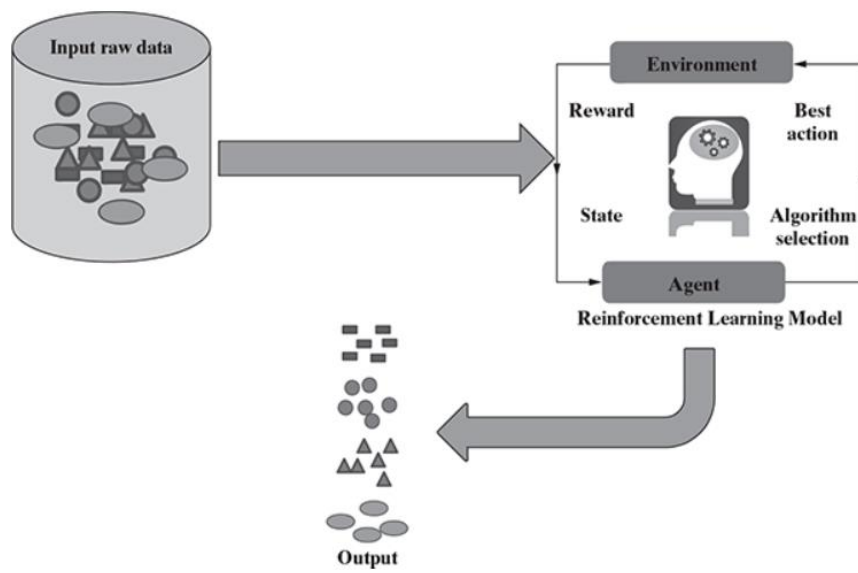 Input raw data
Environment
Reward
Best
action
State
Algorithm
selection
Agent
Reinforcement Learning Model
Output